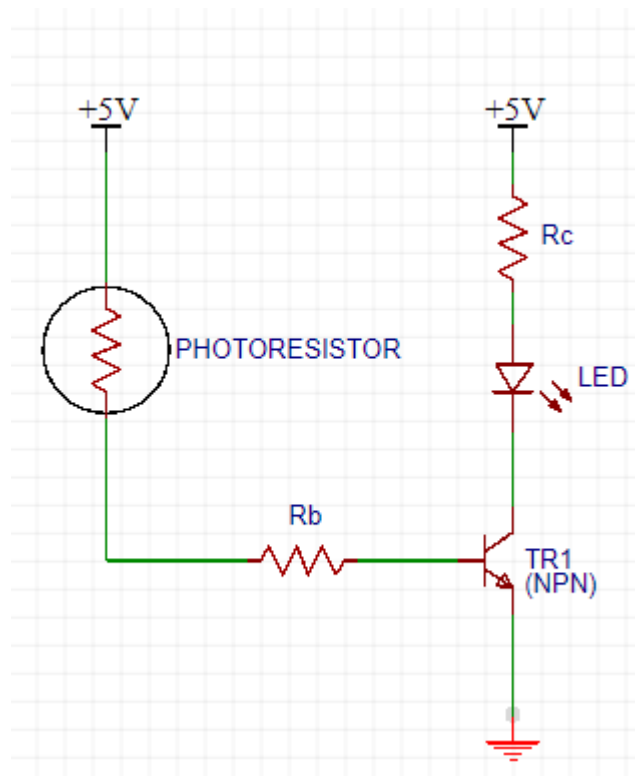 +5V
+5V
Rc
PHOTORESISTOR
LED
Rb
TR1
(NPN)